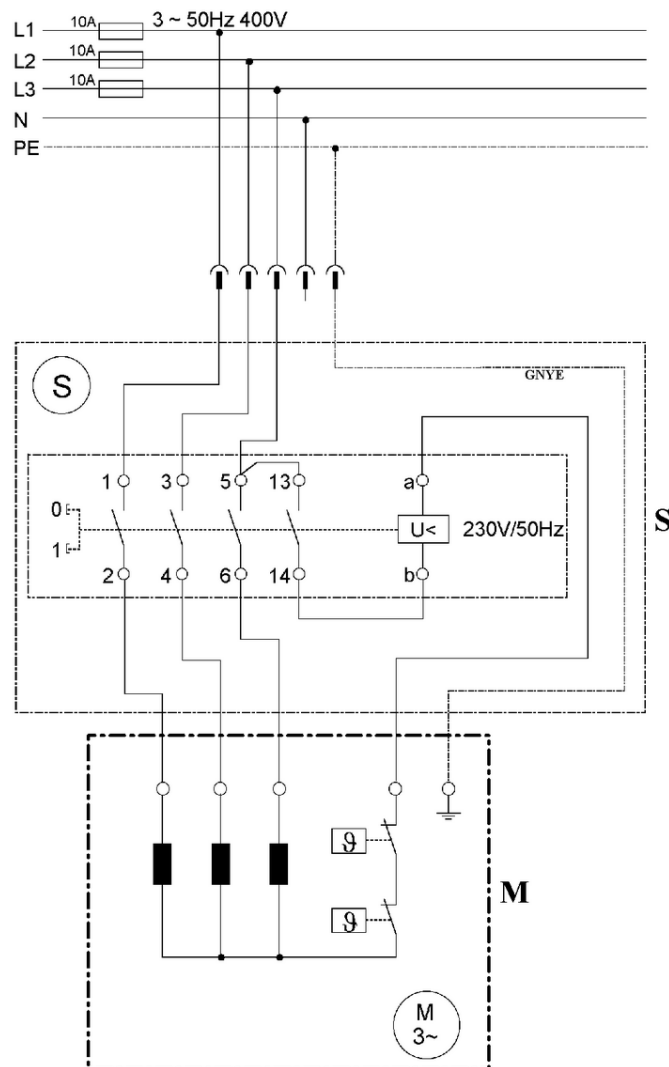 L1 10A 3 ~ 50Hz 400V
L2 10A
L3 10A
N
PE
S
GNYE
1 3 5 13 a
0
U< 230V/50Hz
S
1
2 4 6 14 b
ϑ
M
ϑ
M
3~